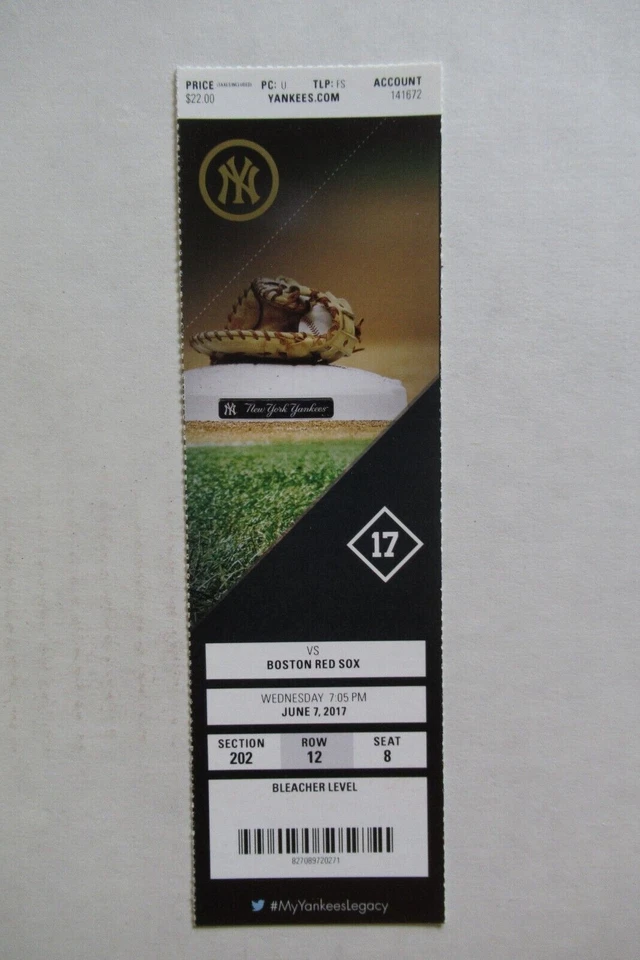 PRICE PC: U TLP: FS ACCOUNT
$22.00 YANKEES.COM 141672
NY
NY New York Yankees
17
VS
BOSTON RED SOX
WEDNESDAY 7:05 PM
JUNE 7, 2017
SECTION ROW SEAT
202 12 8
BLEACHER LEVEL
827089720271
#MyYankeesLegacy